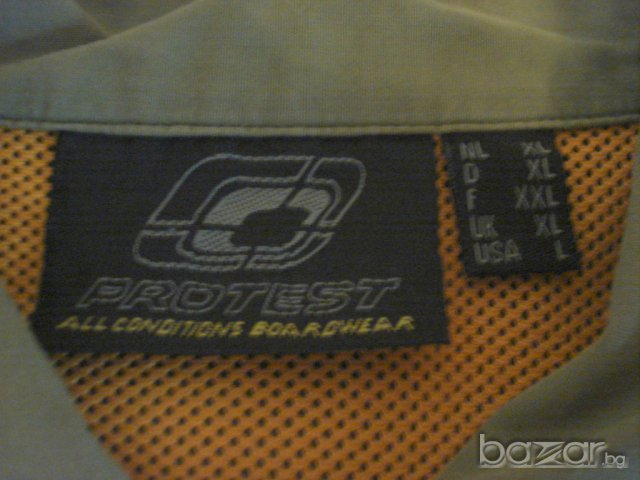 PROTEST
ALL CONDITIONS BOARDWEAR
NL XL
D XL
F XXL
UK XL
USA L
bazar.bg